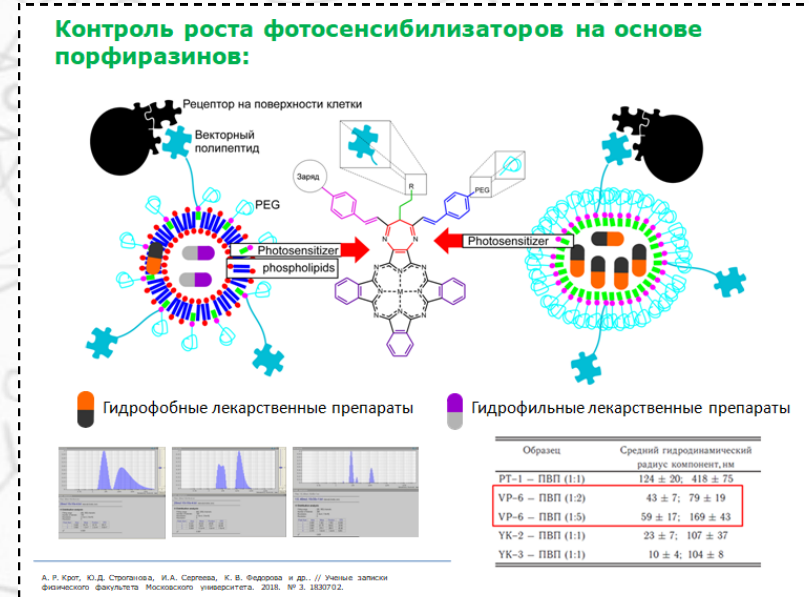 Контроль роста фотосенсибилизаторов на основе
порфиразинов:
Рецептор на поверхности клетки
Векторный
полипептид
PEG
Photosensitizer
phospholipids
Заряд
R
PEG
N
N
N
N
N
N
M
N
N
N
N
Photosensitizer
Гидрофобные лекарственные препараты
Гидрофильные лекарственные препараты
Образец Средний гидродинамический
радиус компонент, нм
РТ–1 – ПВП (1:1) 124 ± 20; 418 ± 75
VP–6 – ПВП (1:2) 43 ± 7; 79 ± 19
VP–6 – ПВП (1:5) 59 ± 17; 169 ± 43
YK–2 – ПВП (1:1) 23 ± 7; 107 ± 37
YK–3 – ПВП (1:1) 10 ± 4; 104 ± 8
А. Р. Крот, Ю.Д. Строганова, И.А. Сергеева, К. В. Федорова и др.. // Ученые записки
физического факультета Московского университета. 2018. № 3. 1830702.